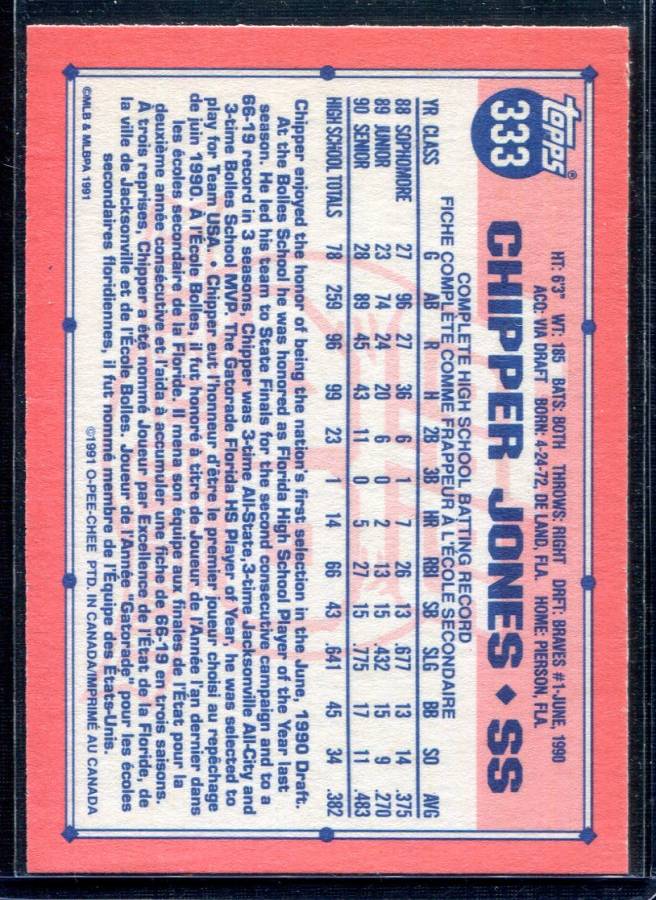 TOPPS®
333
HT: 6'3" WT: 185 BATS: BOTH THROWS: RIGHT DRFT: BRAVES #1-JUNE, 1990
ACQ: VIA DRAFT BORN: 4-24-72, DE LAND, FLA. HOME: PIERSON, FLA.
CHIPPER JONES ♦ SS
COMPLETE HIGH SCHOOL BATTING RECORD
FICHE COMPLÈTE COMME FRAPPEUR À L'ÉCOLE SECONDAIRE
YR CLASS G AB R H 2B 3B HR RBI SB SLG BB SO AVG
88 SOPHOMORE 27 96 27 36 6 1 7 26 13 .677 13 14 .375
89 JUNIOR 23 74 24 20 6 0 2 13 15 .432 15 9 .270
90 SENIOR 28 89 45 43 11 0 5 27 15 .775 17 11 .483
HIGH SCHOOL TOTALS 78 259 96 99 23 1 14 66 43 .641 45 34 .382
Chipper enjoyed the honor of being the nation's first selection in the June, 1990 Draft.
At the Bolles School he was honored as Florida High School Player of the Year last
season. He led his team to State Finals for the second consecutive campaign and to a
66-19 record in 3 seasons, Chipper was 3-time All-State,3-time Jacksonville All-City and
3-time Bolles School MVP. The Gatorade Florida HS Player of Year, he was selected to
play for Team USA. • Chipper eut l'honneur d'être le premier joueur choisi au repêchage
de juin 1990. À l'École Bolles, il fut honoré à titre de Joueur de l'Année l'an dernier dans
les écoles secondaire de la Floride. Il mena son équipe aux finales de l'État pour la
deuxième année consécutive et l'aida à accumuler une fiche de 66-19 en trois saisons.
À trois reprises, Chipper a été nommé Joueur par Excellence de l'État de la Floride, de
la ville de Jacksonville et de l'École Bolles. Joueur de l'Année "Gatorade" pour les écoles
secondaires floridiennes, il fut nommé membre de l'Équipe des États-Unis.
©MLB & MLBPA 1991 ©1991 O-PEE-CHEE PTD. IN CANADA/IMPRIMÉ AU CANADA